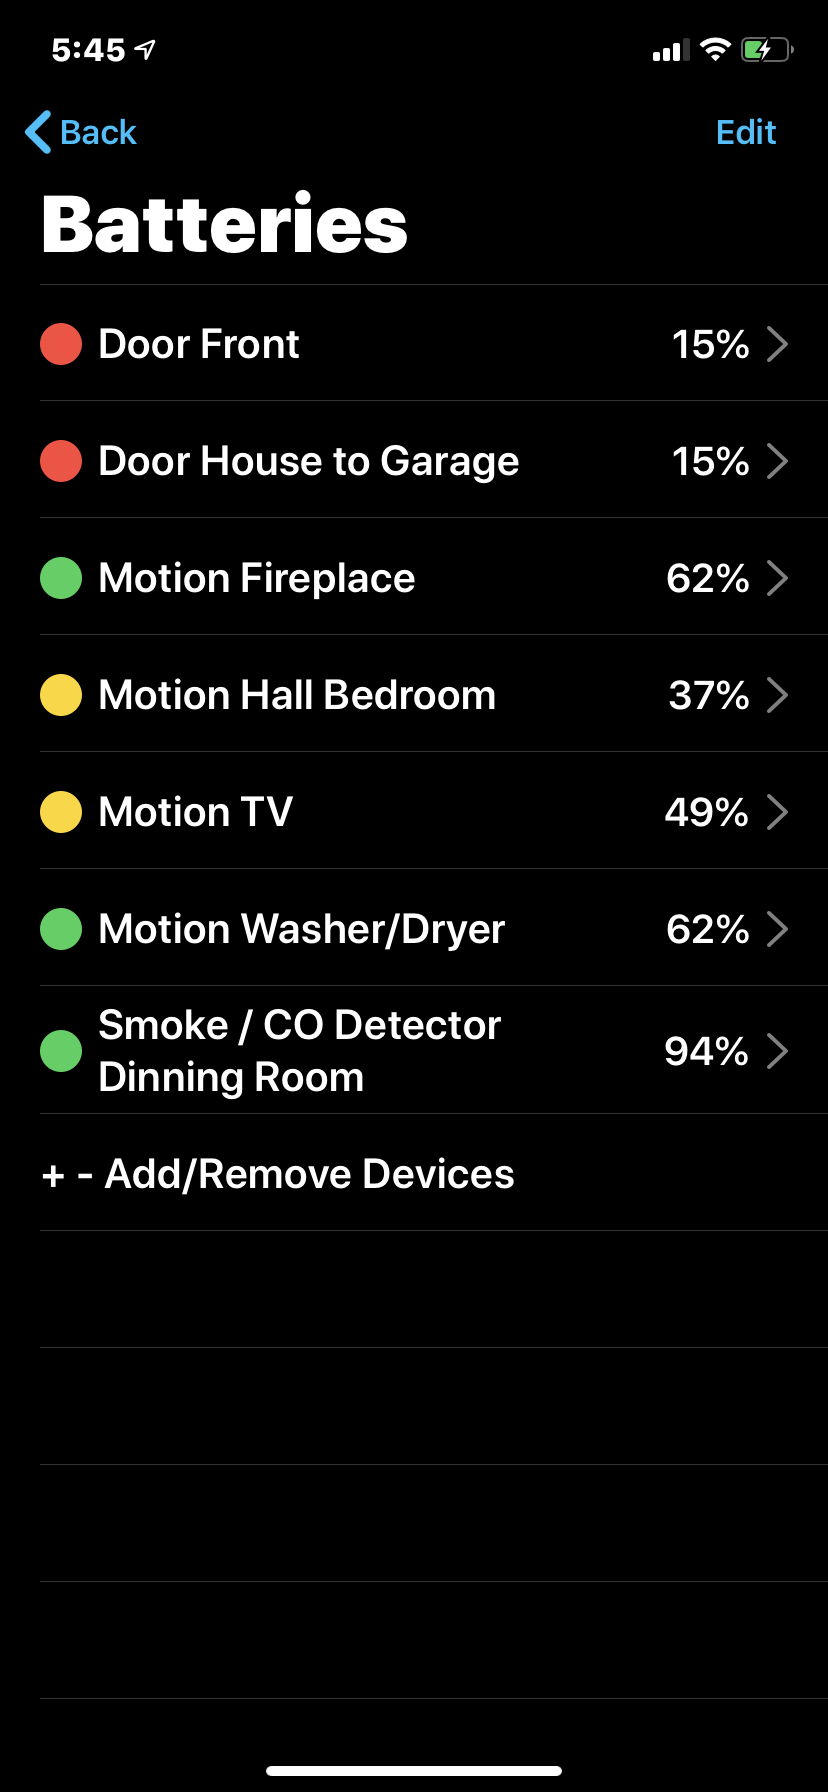 5:45
Back
Edit
Batteries
Door Front 15%
Door House to Garage 15%
Motion Fireplace 62%
Motion Hall Bedroom 37%
Motion TV 49%
Motion Washer/Dryer 62%
Smoke / CO Detector
Dinning Room 94%
+ - Add/Remove Devices